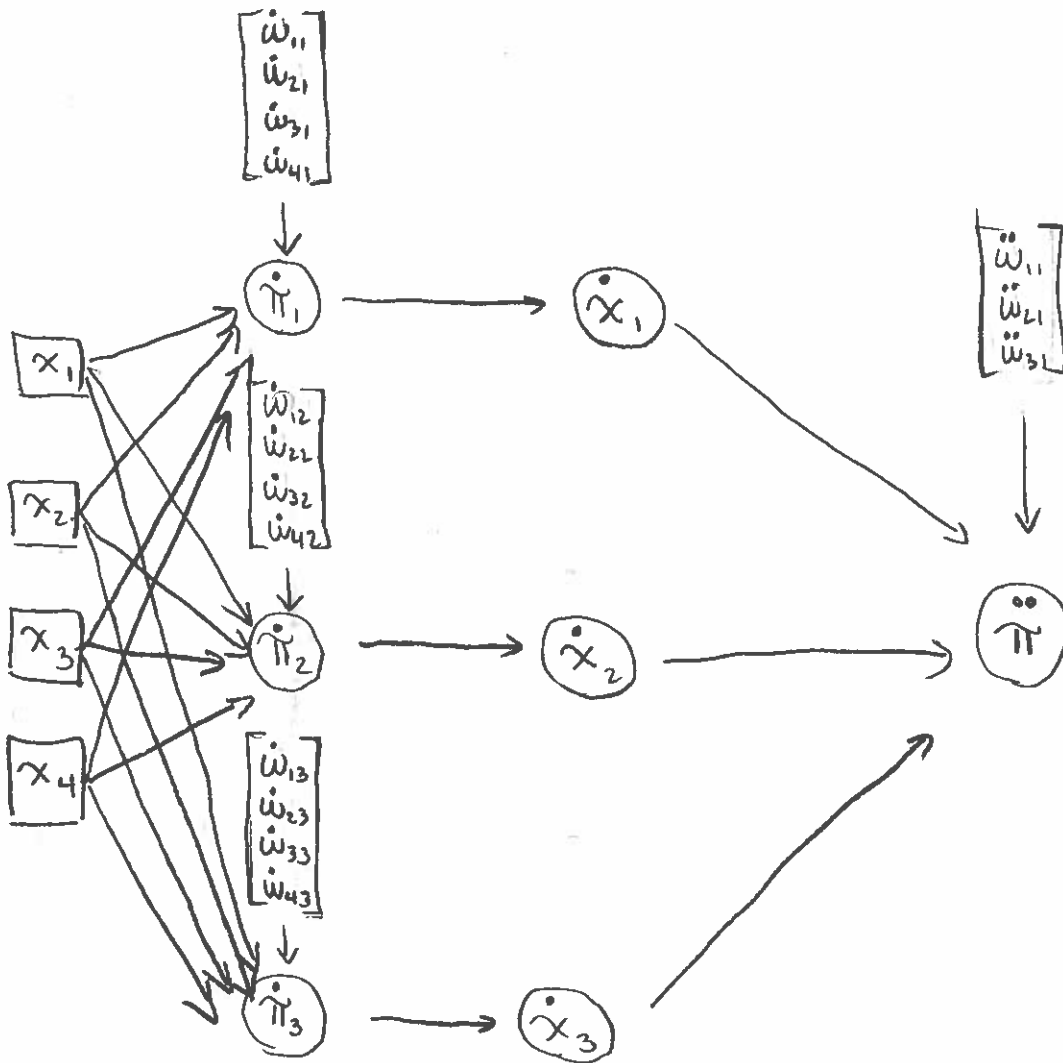 ẇ₁₁
ẇ₂₁
ẇ₃₁
ẇ₄₁
π̇₁
ẋ₁
ẅ₁₁
ẅ₂₁
ẅ₃₁
x₁
ẇ₁₂
ẇ₂₂
ẇ₃₂
ẇ₄₂
x₂
x₃
π̇₂
ẋ₂
π̈
x₄
ẇ₁₃
ẇ₂₃
ẇ₃₃
ẇ₄₃
π̇₃
ẋ₃